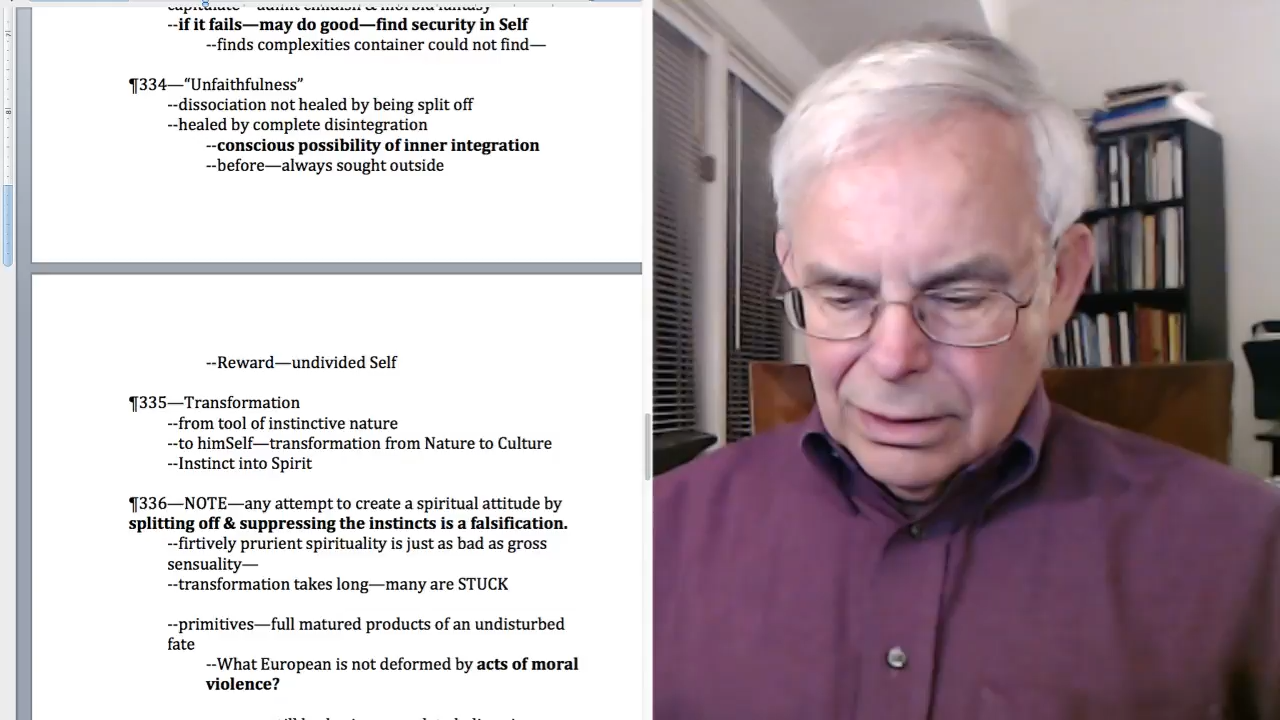 capitulate—admit childish & morbid fantasy
--if it fails—may do good—find security in Self
--finds complexities container could not find—
¶334—“Unfaithfulness”
--dissociation not healed by being split off
--healed by complete disintegration
--conscious possibility of inner integration
--before—always sought outside
--Reward—undivided Self
¶335—Transformation
--from tool of instinctive nature
--to himSelf—transformation from Nature to Culture
--Instinct into Spirit
¶336—NOTE—any attempt to create a spiritual attitude by
splitting off & suppressing the instincts is a falsification.
--firtively prurient spirituality is just as bad as gross
sensuality—
--transformation takes long—many are STUCK
--primitives—full matured products of an undisturbed
fate
--What European is not deformed by acts of moral
violence?